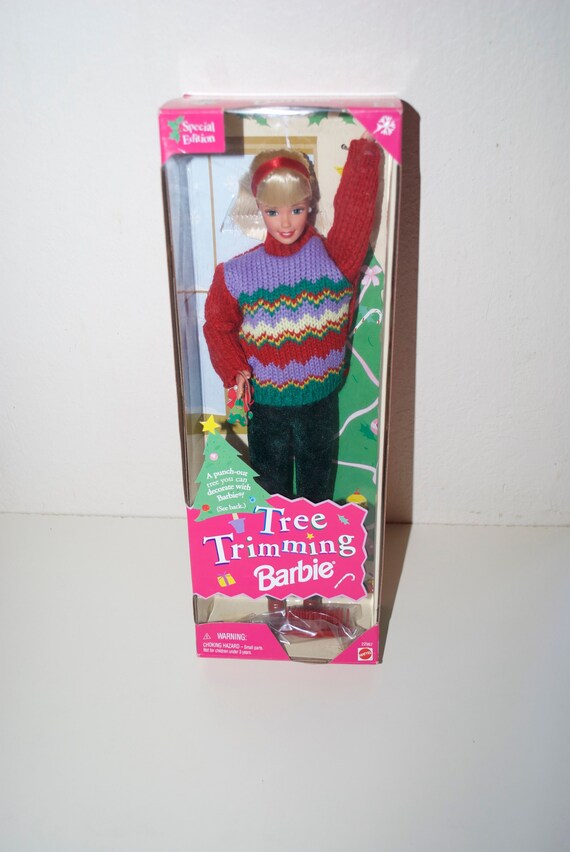 Special
Edition
A punch-out
tree you can
decorate with
Barbie®!
(See back.)
Tree
Trimming
Barbie®
WARNING:
CHOKING HAZARD - Small parts
Not for children under 3 years
MATTEL